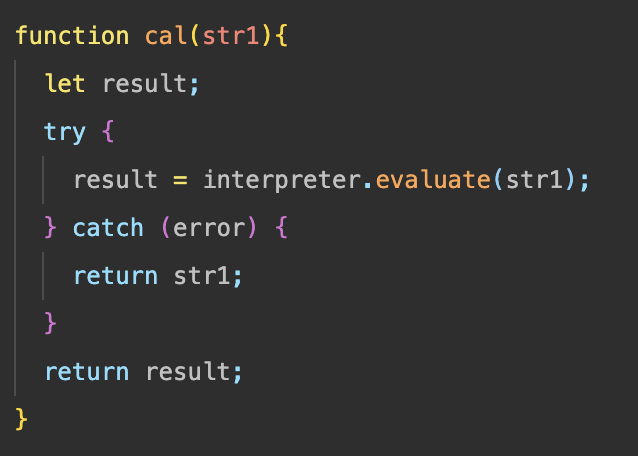 function cal(str1){
  let result;
  try {
    result = interpreter.evaluate(str1);
  } catch (error) {
    return str1;
  }
  return result;
}